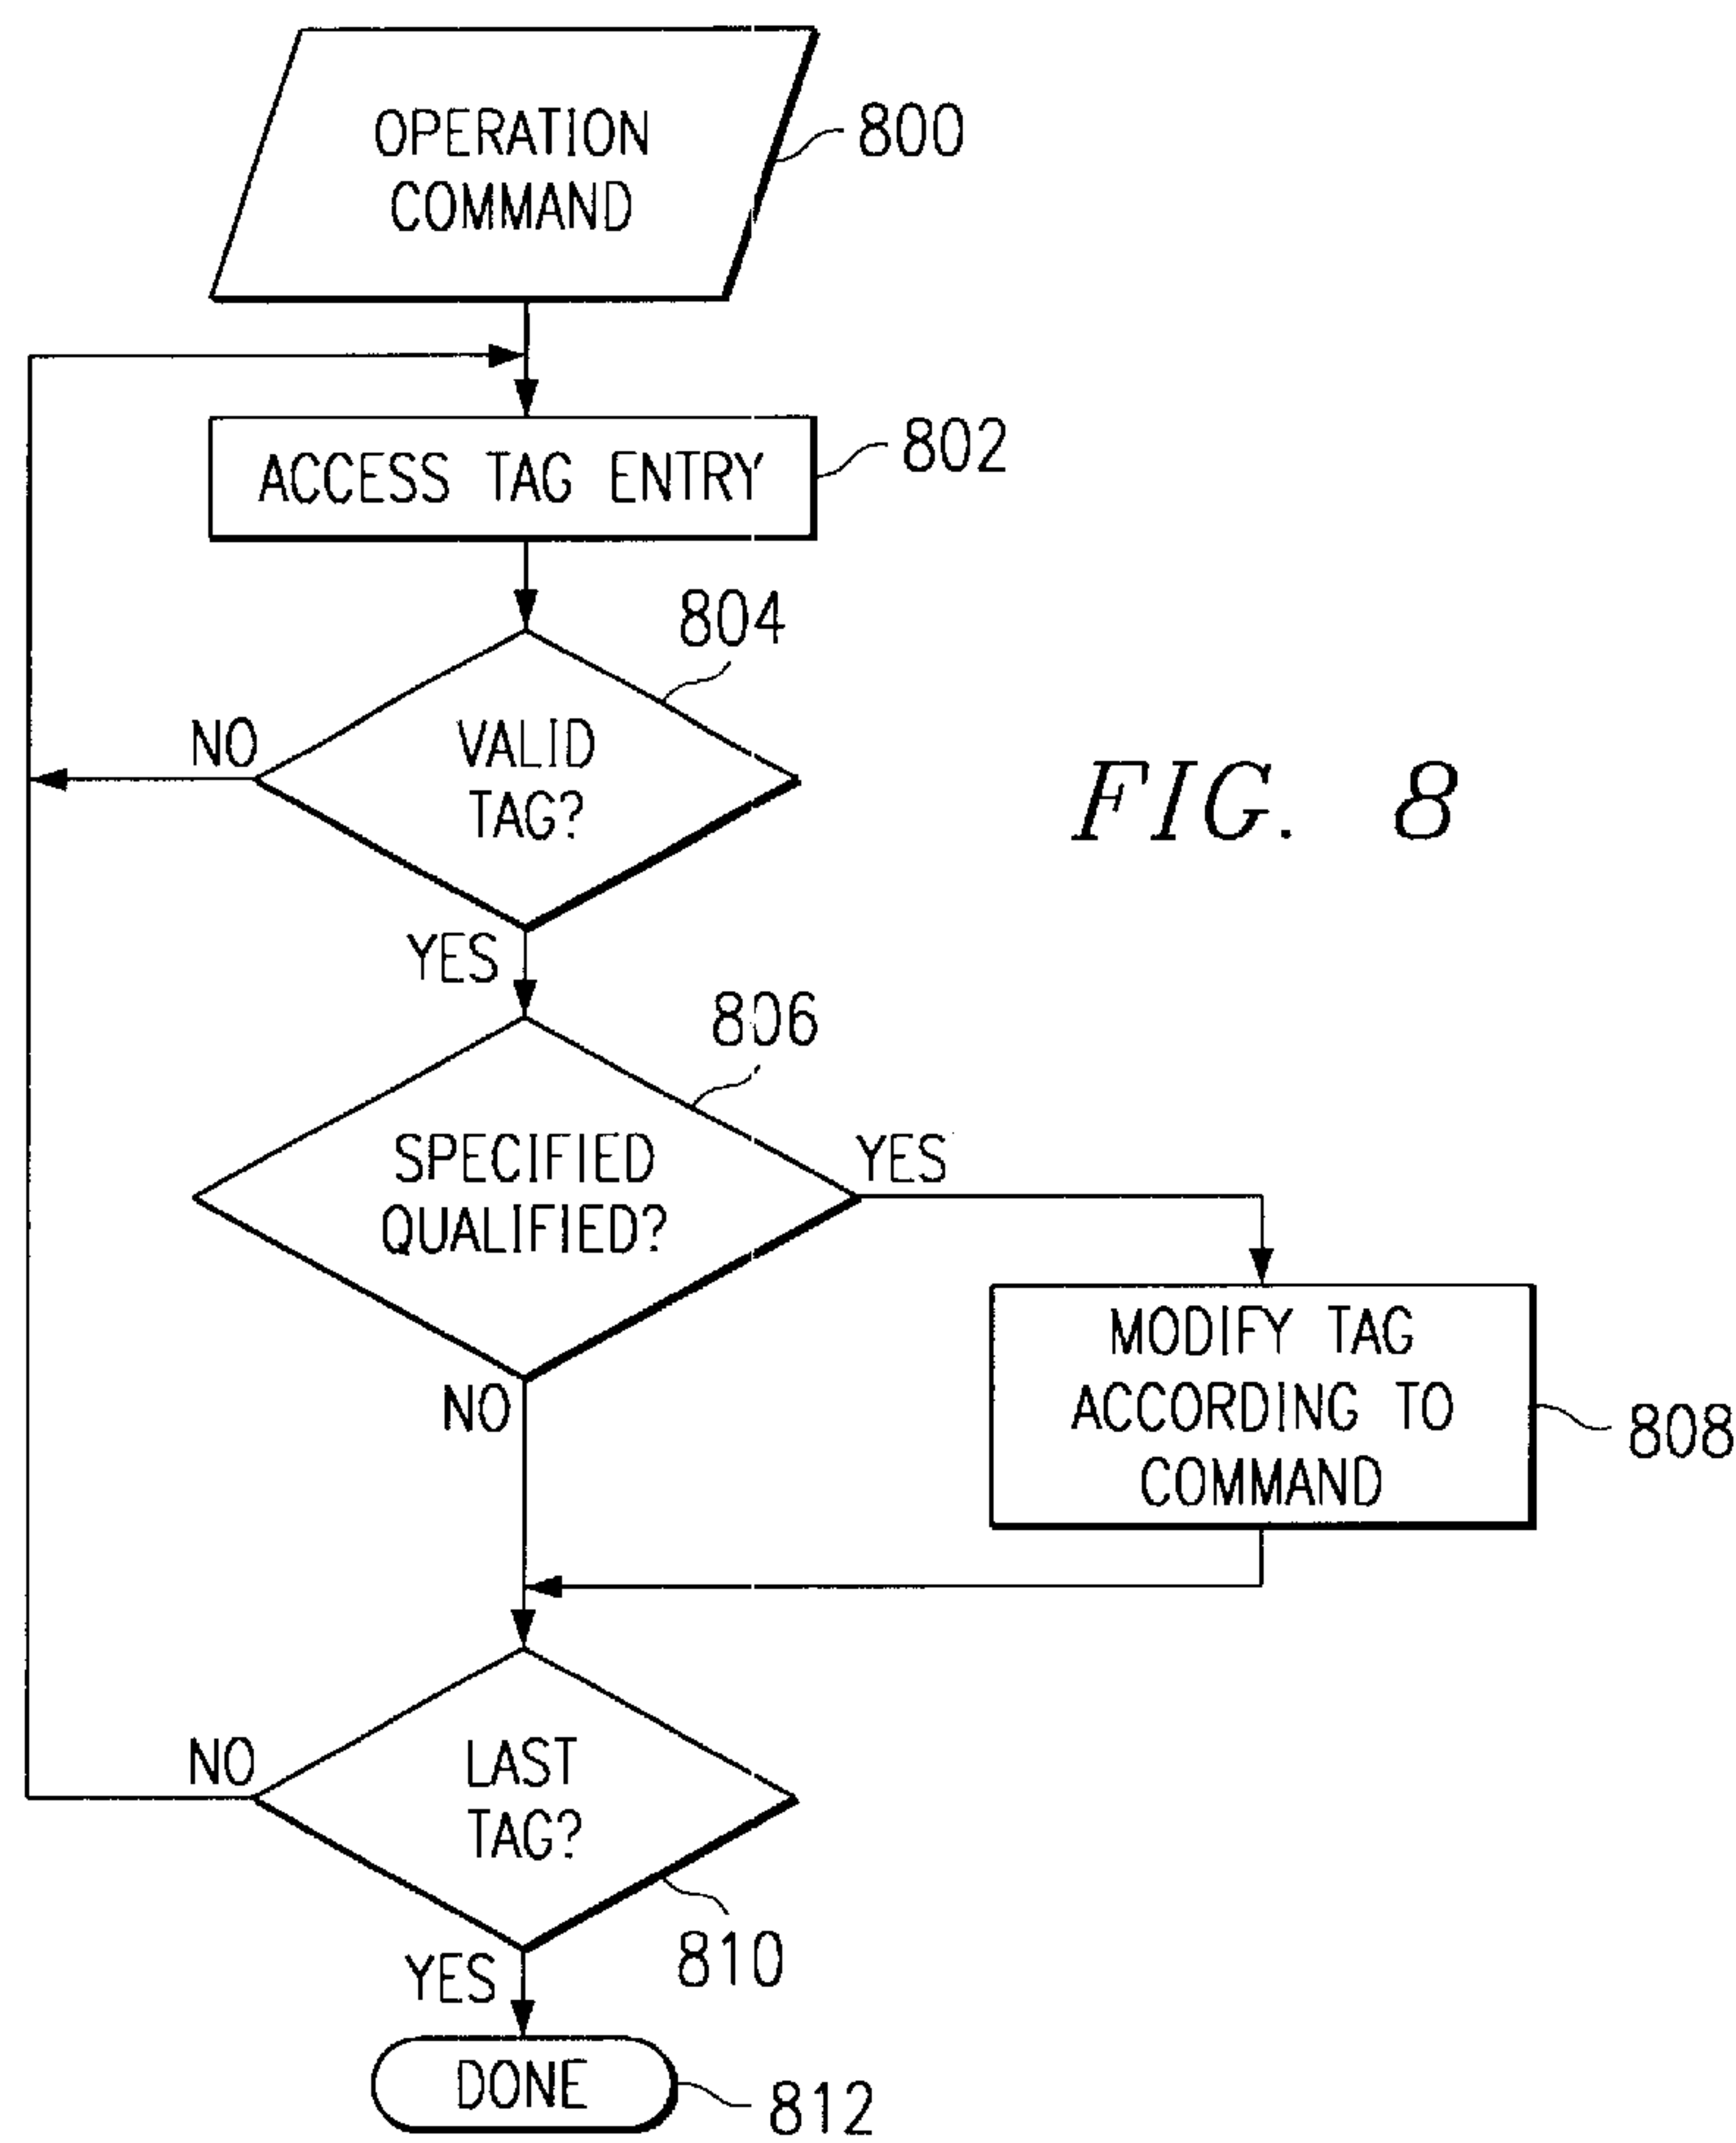 OPERATION
COMMAND
800
ACCESS TAG ENTRY
802
804
NO
VALID
TAG?
FIG. 8
YES
806
SPECIFIED
QUALIFIED?
YES
MODIFY TAG
ACCORDING TO
COMMAND
808
NO
NO
LAST
TAG?
810
YES
DONE
812